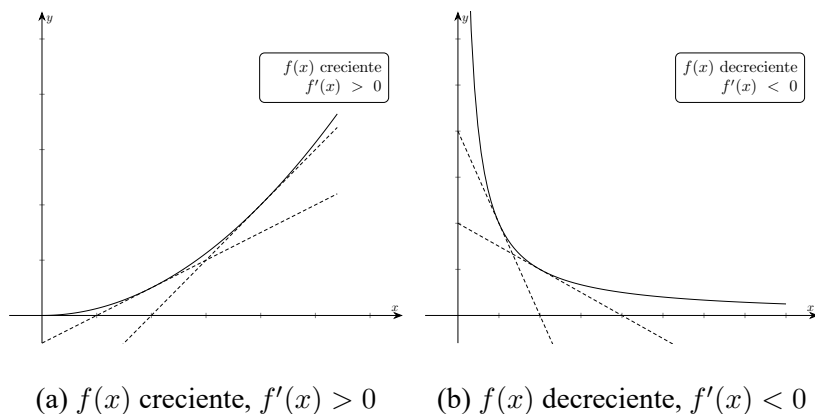 y
f(x) creciente
f′(x) > 0
x
y
f(x) decreciente
f′(x) < 0
x
(a) f(x) creciente, f′(x) > 0
(b) f(x) decreciente, f′(x) < 0